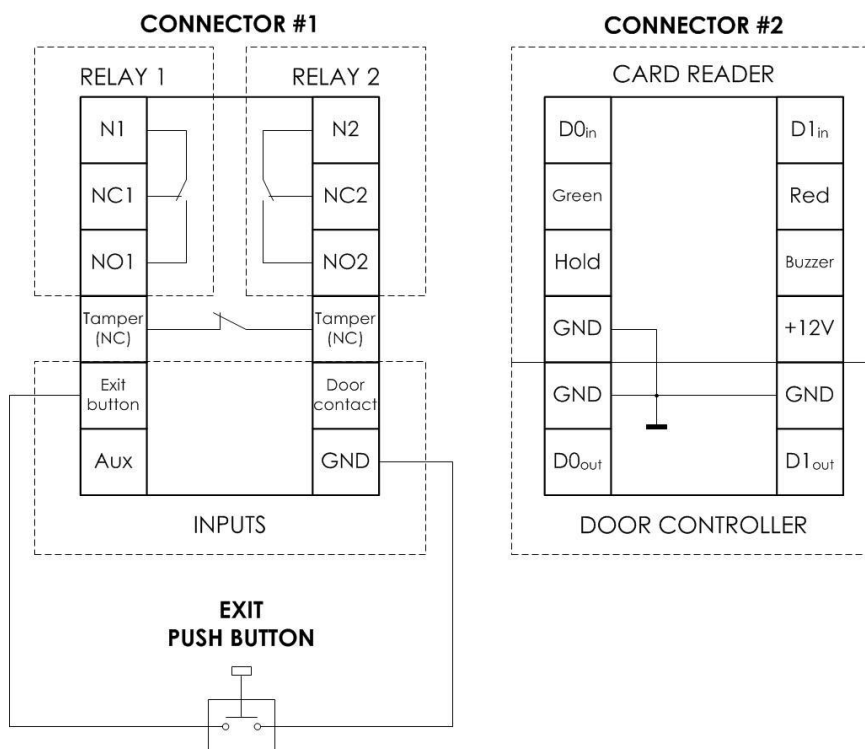 CONNECTOR #1
RELAY 1
RELAY 2
N1
N2
NC1
NC2
NO1
NO2
Tamper
(NC)
Tamper
(NC)
Exit
button
Door
contact
Aux
GND
INPUTS
EXIT
PUSH BUTTON
CONNECTOR #2
CARD READER
D0in
D1in
Green
Red
Hold
Buzzer
GND
+12V
GND
GND
D0out
D1out
DOOR CONTROLLER